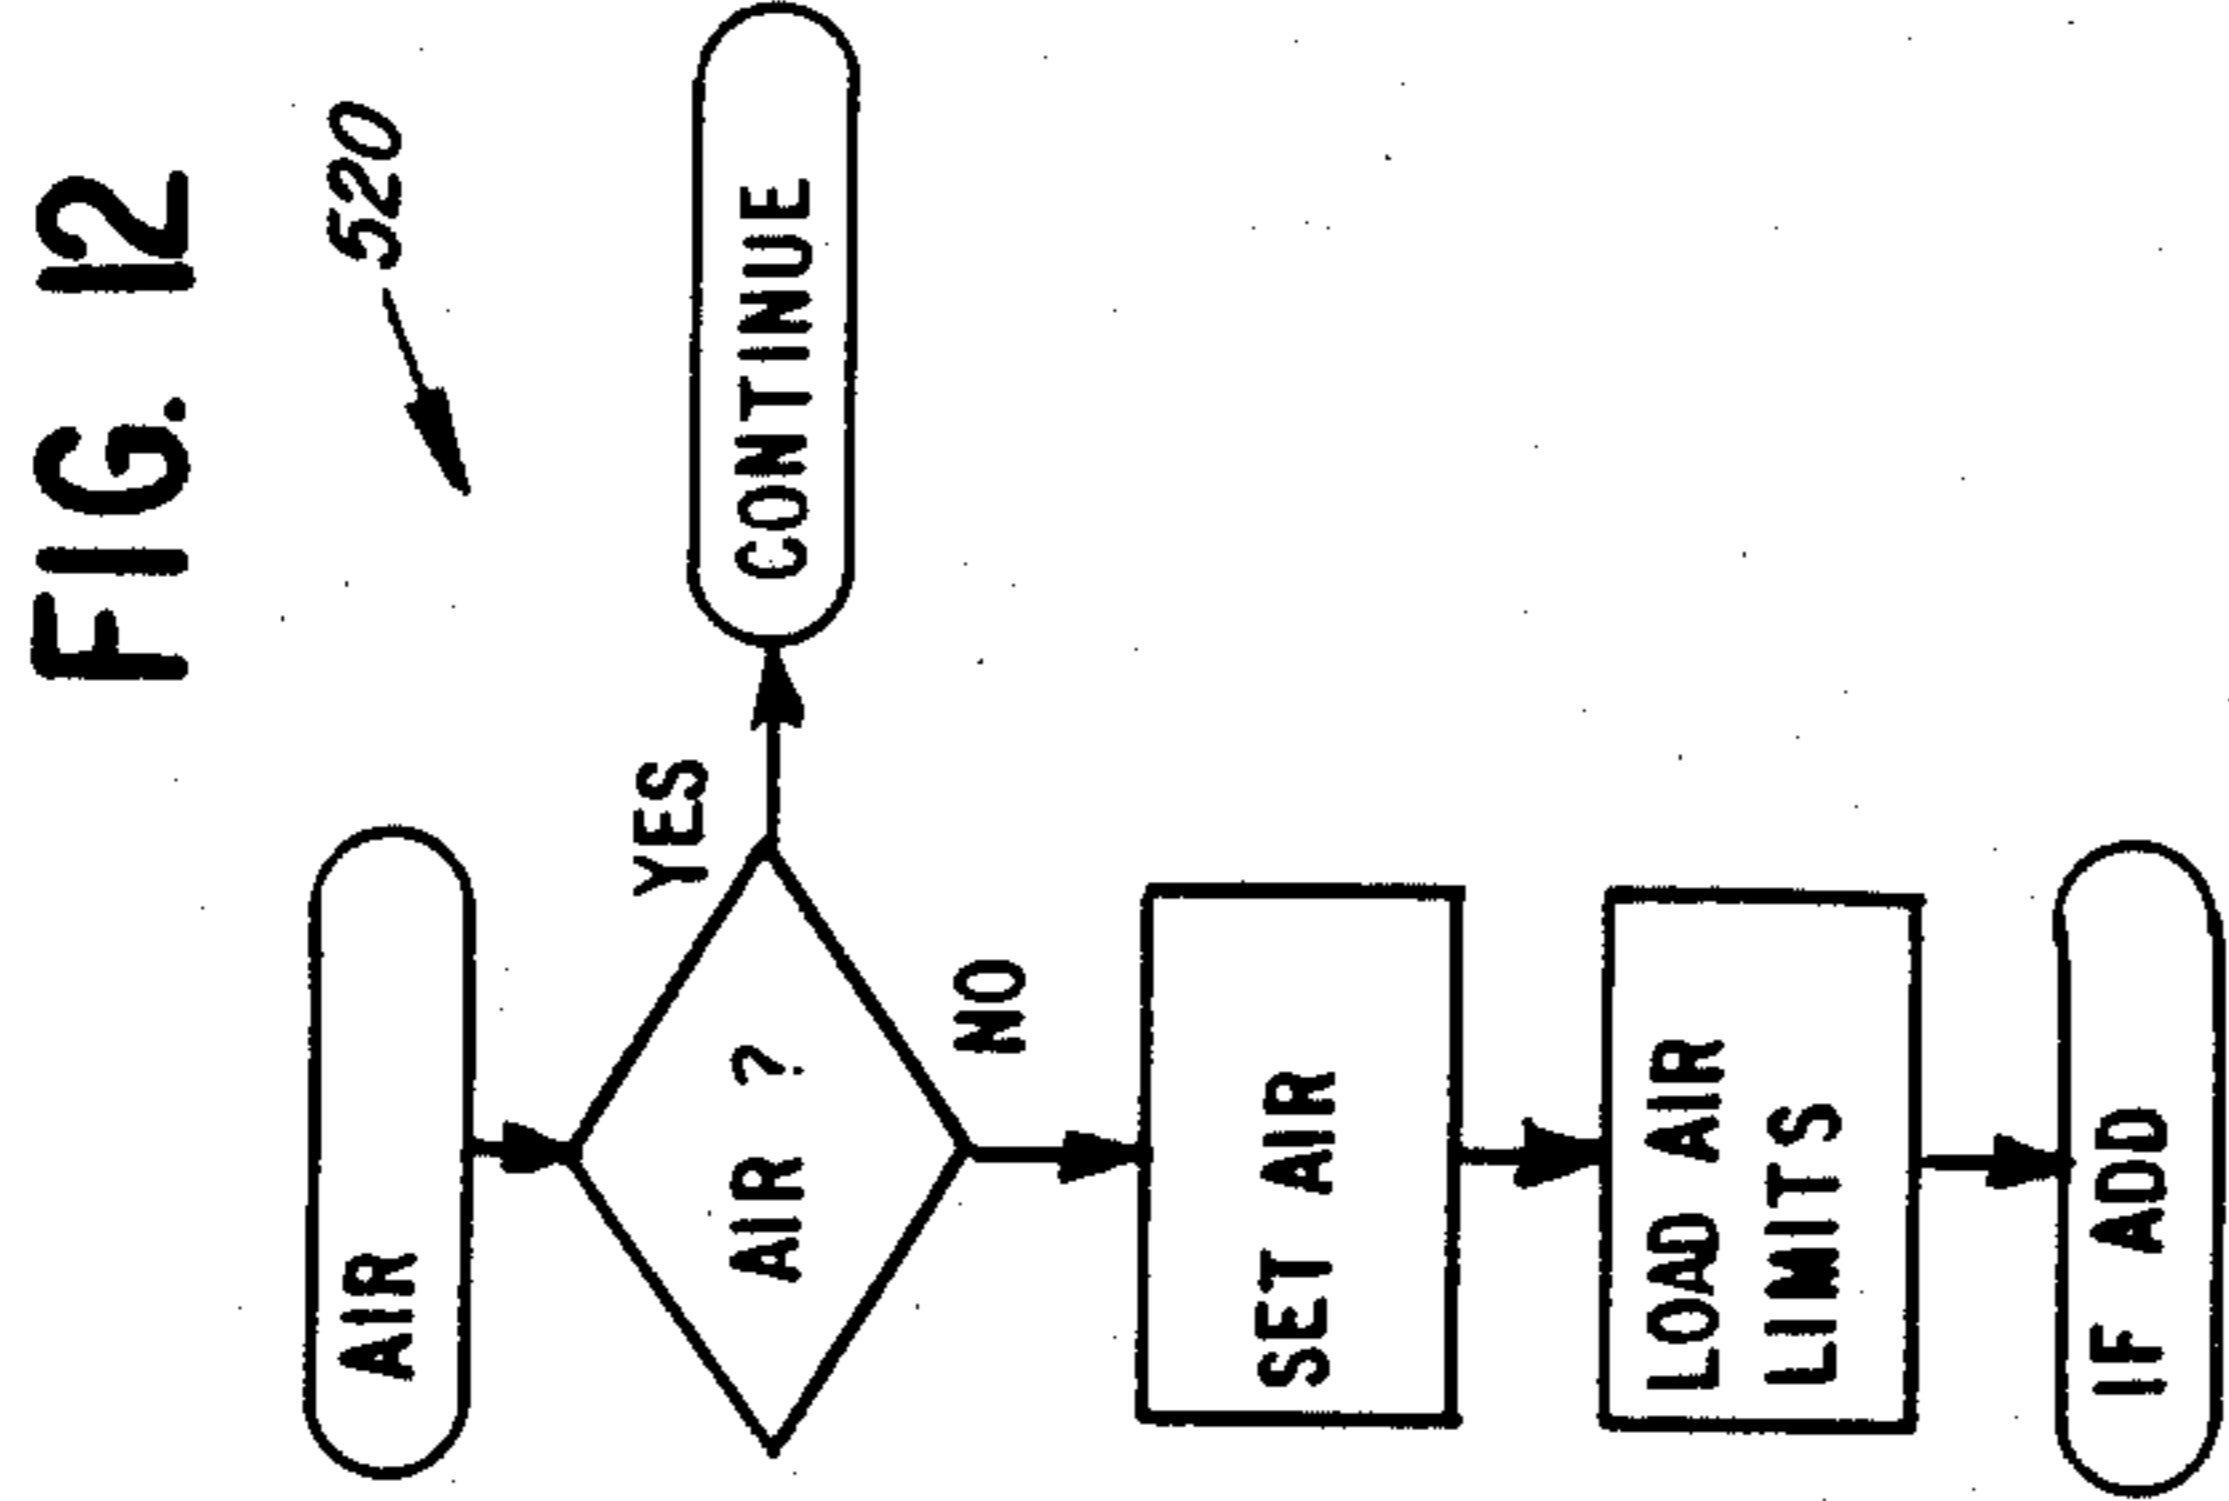 FIG. 12
520
AIR
AIR ?
YES
CONTINUE
NO
SET AIR
LOAD AIR
LIMITS
IF ADD